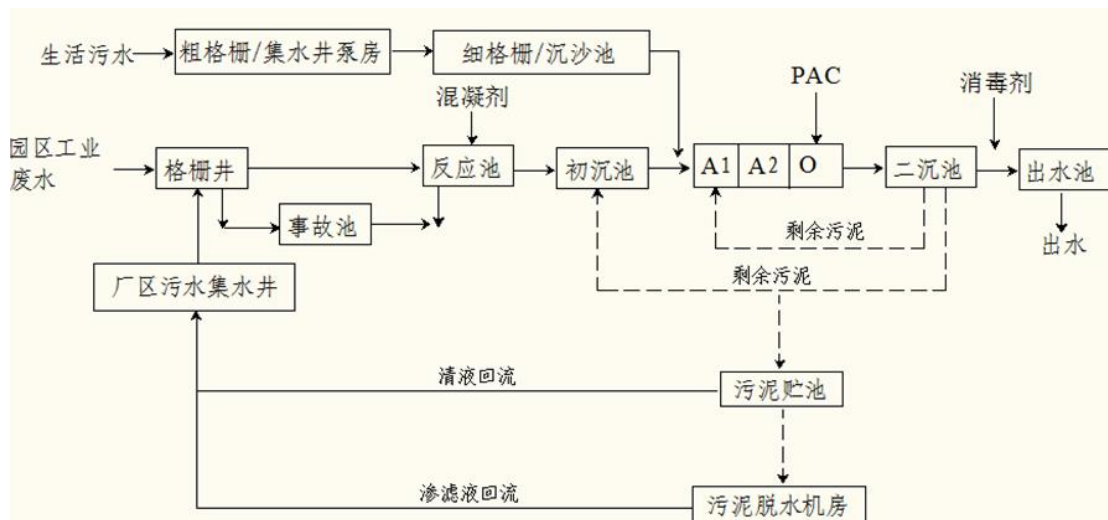 生活污水
粗格栅/集水井泵房
细格栅/沉沙池
混凝剂
PAC
消毒剂
园区工业
废水
格栅井
反应池
初沉池
A1
A2
O
二沉池
出水池
事故池
剩余污泥
出水
厂区污水集水井
剩余污泥
清液回流
污泥贮池
渗滤液回流
污泥脱水机房